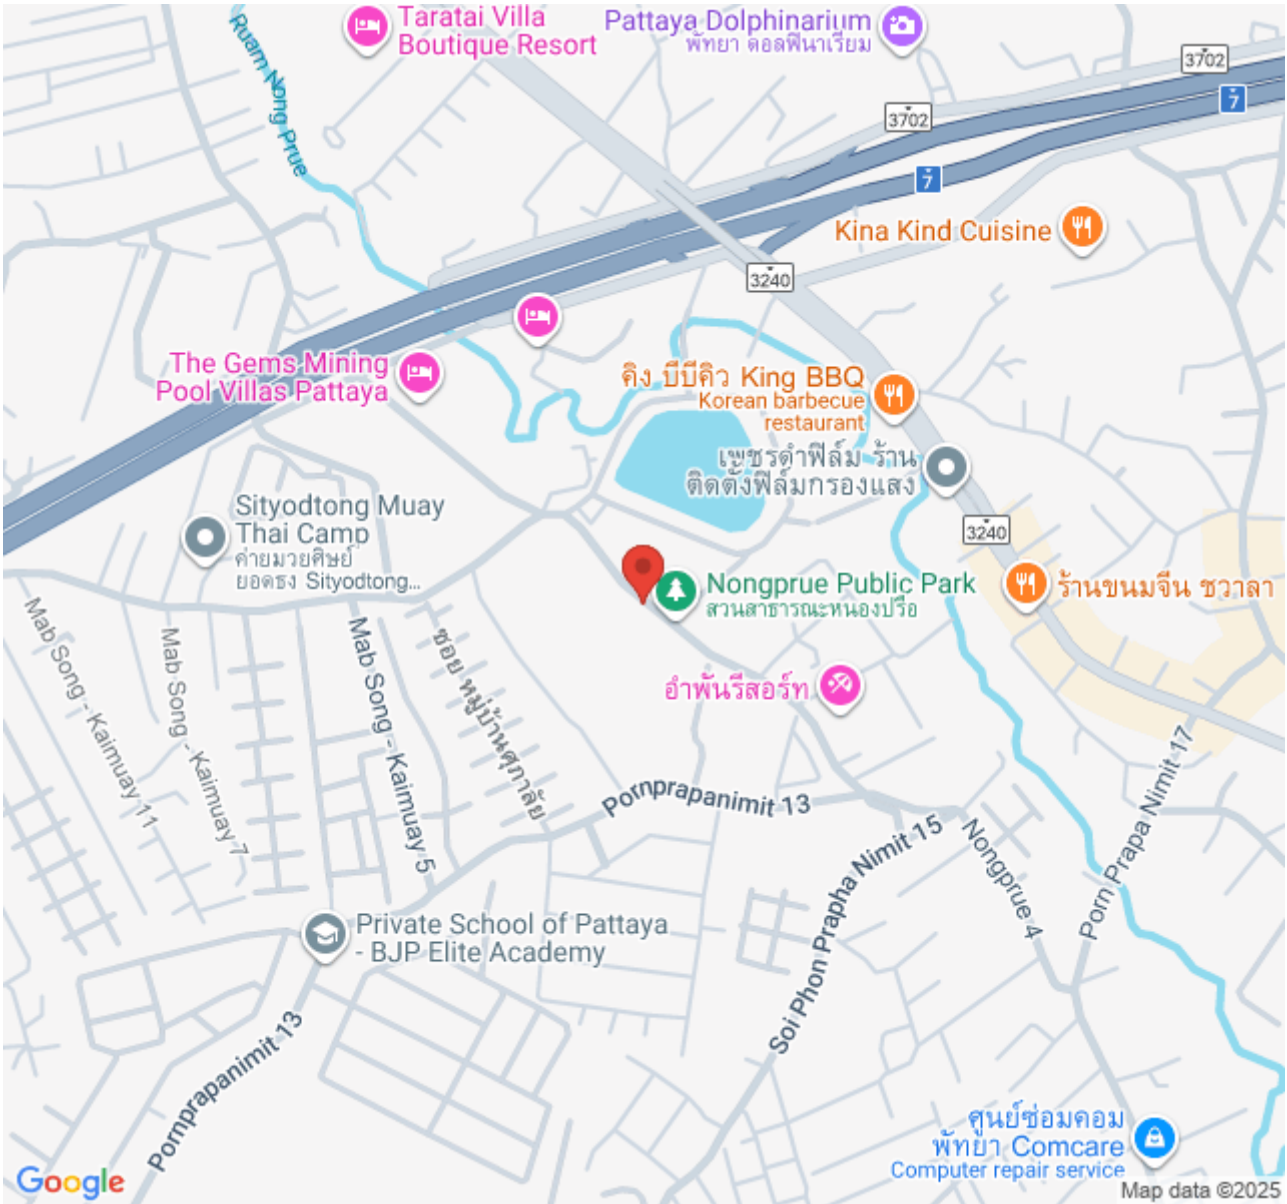 Taratai Villa
Boutique Resort
Pattaya Dolphinarium
พัทยา ดอลฟินาเรียม
3702
7
3702
7
Ruam Nong Prue
Kina Kind Cuisine
3240
The Gems Mining
Pool Villas Pattaya
คิง บีบีคิว King BBQ
Korean barbecue
restaurant
เพชรดำฟิล์ม ร้าน
ติดตั้งฟิล์มกรองแสง
Sityodtong Muay
Thai Camp
ค่ายมวยศิษย์
ยอดธง Sityodtong...
3240
Nongprue Public Park
สวนสาธารณะหนองปรือ
ร้านขนมจีน ชวาลา
Mab Song - Kaimuay 11
Mab Song - Kaimuay 7
Mab Song - Kaimuay 5
ซอย หมู่บ้านศุภาลัย
อำพันรีสอร์ท
Pornprapanimit 13
Soi Phon Prapha Nimit 15
Nongprue 4
Porn Prapa Nimit 17
Private School of Pattaya
- BJP Elite Academy
Pornprapanimit 13
ศูนย์ซ่อมคอม
พัทยา Comcare
Computer repair service
Google
Map data ©2025